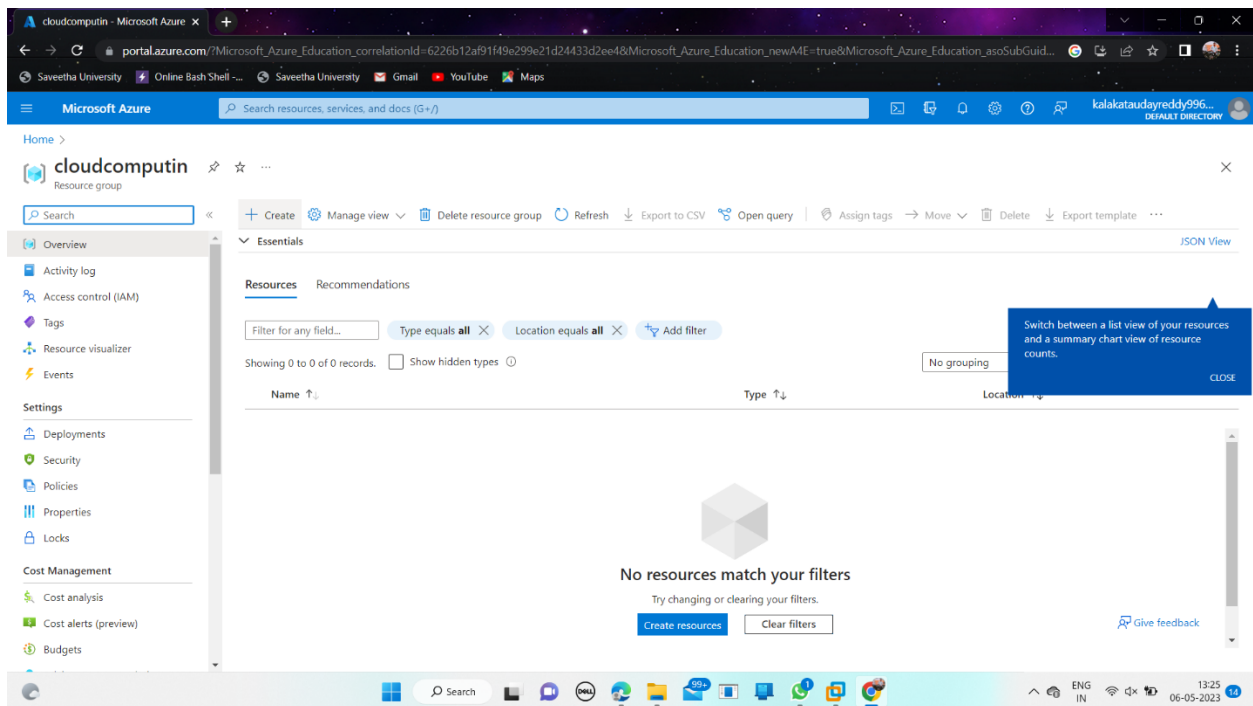 cloudcomputin - Microsoft Azure
portal.azure.com/?Microsoft_Azure_Education_correlationId=6226b12af91f49e299e21d24433d2ee4&Microsoft_Azure_Education_newA4E=true&Microsoft_Azure_Education_asoSubGuid...
Saveetha University Online Bash Shell -... Saveetha University Gmail YouTube Maps
Microsoft Azure Search resources, services, and docs (G+/) kalakataudayreddy996...
DEFAULT DIRECTORY
Home >
cloudcomputin ...
Resource group
Search « + Create Manage view Delete resource group Refresh Export to CSV Open query Assign tags Move Delete Export template ...
Overview
Activity log
Access control (IAM)
Tags
Resource visualizer
Events
Settings
Deployments
Security
Policies
Properties
Locks
Cost Management
Cost analysis
Cost alerts (preview)
Budgets
Essentials JSON View
Resources Recommendations
Filter for any field... Type equals all Location equals all Add filter
Showing 0 to 0 of 0 records. Show hidden types No grouping
Switch between a list view of your resources
and a summary chart view of resource
counts.
CLOSE
Name ↑↓ Type ↑↓ Location ↑↓
No resources match your filters
Try changing or clearing your filters.
Create resources Clear filters
Give feedback
Search DELL 99+ ENG 13:25
IN 06-05-2023 14